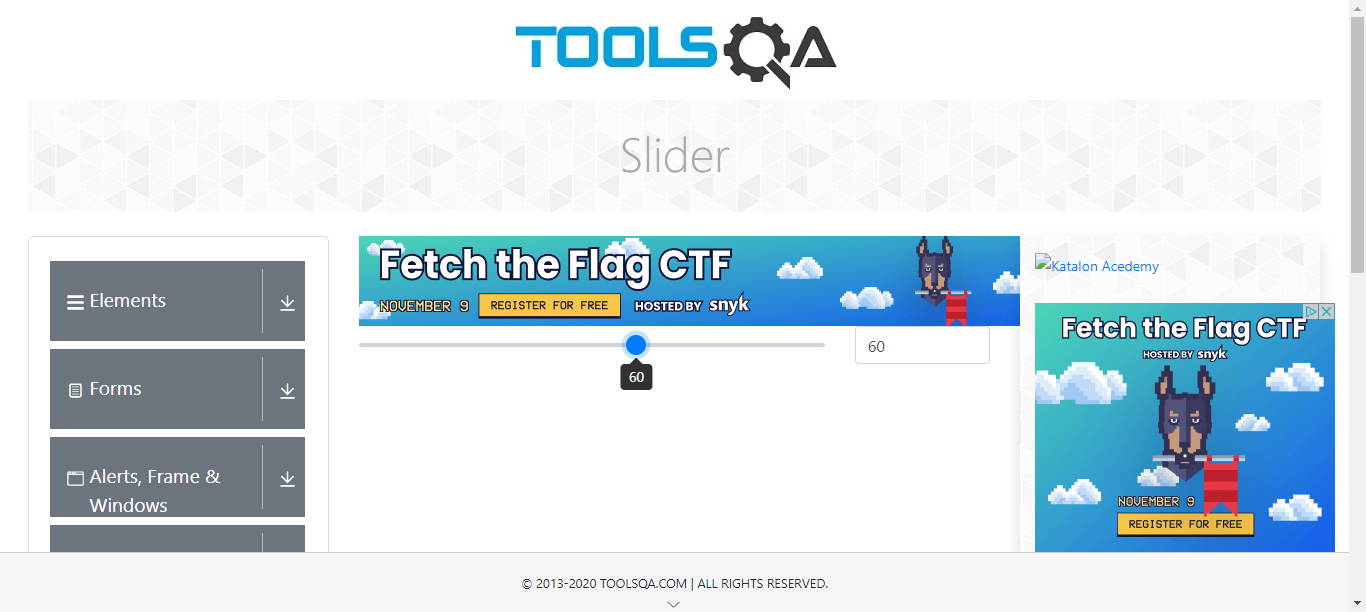 TOOLSQA
Slider
Elements
Forms
Alerts, Frame &
Windows
Fetch the Flag CTF
NOVEMBER 9 REGISTER FOR FREE HOSTED BY snyk
60
60
Katalon Acedemy
Fetch the Flag CTF
HOSTED BY snyk
NOVEMBER 9
REGISTER FOR FREE
© 2013-2020 TOOLSQA.COM | ALL RIGHTS RESERVED.